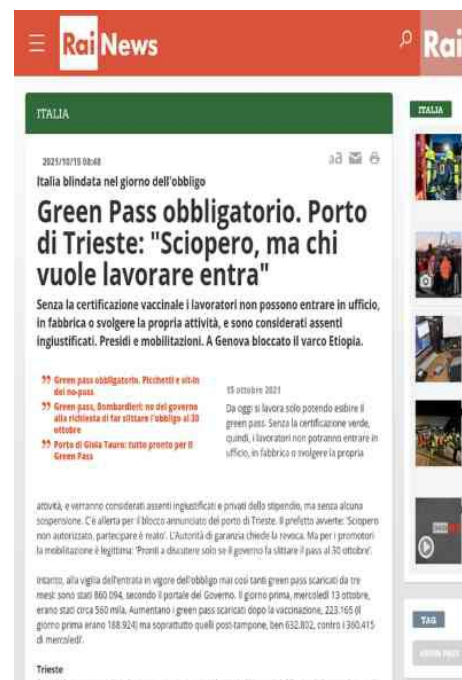 Rai News
Rai
ITALIA
ITALIA
2021/10/15 08:48
aa
Italia blindata nel giorno dell'obbligo
Green Pass obbligatorio. Porto
di Trieste: "Sciopero, ma chi
vuole lavorare entra"
Senza la certificazione vaccinale i lavoratori non possono entrare in ufficio,
in fabbrica o svolgere la propria attività, e sono considerati assenti
ingiustificati. Presidi e mobilitazioni. A Genova bloccato il varco Etiopia.
Green pass obbligatorio. Picchetti e sit-in
dei no-pass
Green pass, Bombardieri: no del governo
alla richiesta di far slittare l'obbligo al 30
ottobre
Porto di Gioia Tauro: tutto pronto per il
Green Pass
15 ottobre 2021
Da oggi si lavora solo potendo esibire il
green pass. Senza la certificazione verde,
quindi, i lavoratori non potranno entrare in
ufficio, in fabbrica o svolgere la propria
attività, e verranno considerati assenti ingiustificati e privati dello stipendio, ma senza alcuna
sospensione. C'è allerta per il blocco annunciato del porto di Trieste. Il prefetto avverte: 'Sciopero
non autorizzato, partecipare è reato'. L'Autorità di garanzia chiede la revoca. Ma per i promotori
la mobilitazione è legittima: 'Pronti a discutere solo se il governo fa slittare il pass al 30 ottobre'.
Intanto, alla vigilia dell'entrata in vigore dell'obbligo mai così tanti green pass scaricati da tre
mesi: sono stati 860.094, secondo il portale del Governo. Il giorno prima, mercoledì 13 ottobre,
erano stati circa 560 mila. Aumentano i green pass scaricati dopo la vaccinazione, 223.165 (il
giorno prima erano 188.924) ma soprattutto quelli post-tampone, ben 632.802, contro i 360.415
di mercoledì.
Trieste
TAG
GREEN PASS